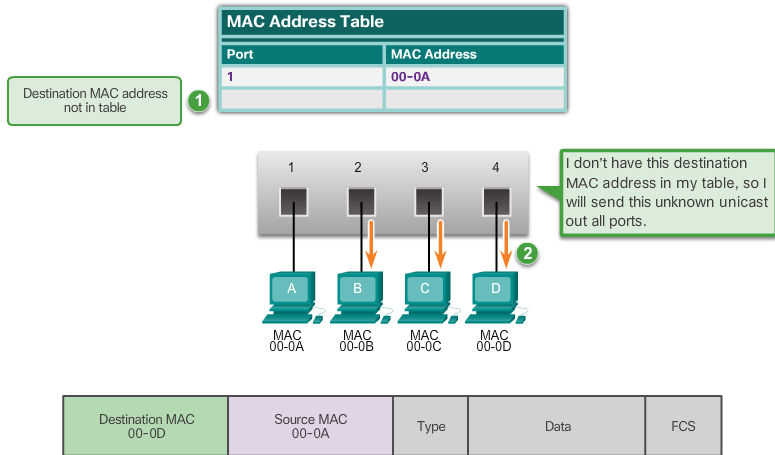 MAC Address Table
Port MAC Address
1 00-0A
Destination MAC address
not in table
1
1 2 3 4
I don't have this destination
MAC address in my table, so I
will send this unknown unicast
out all ports.
2
A B C D
MAC MAC MAC MAC
00-0A 00-0B 00-0C 00-0D
Destination MAC Source MAC Type Data FCS
00-0D 00-0A